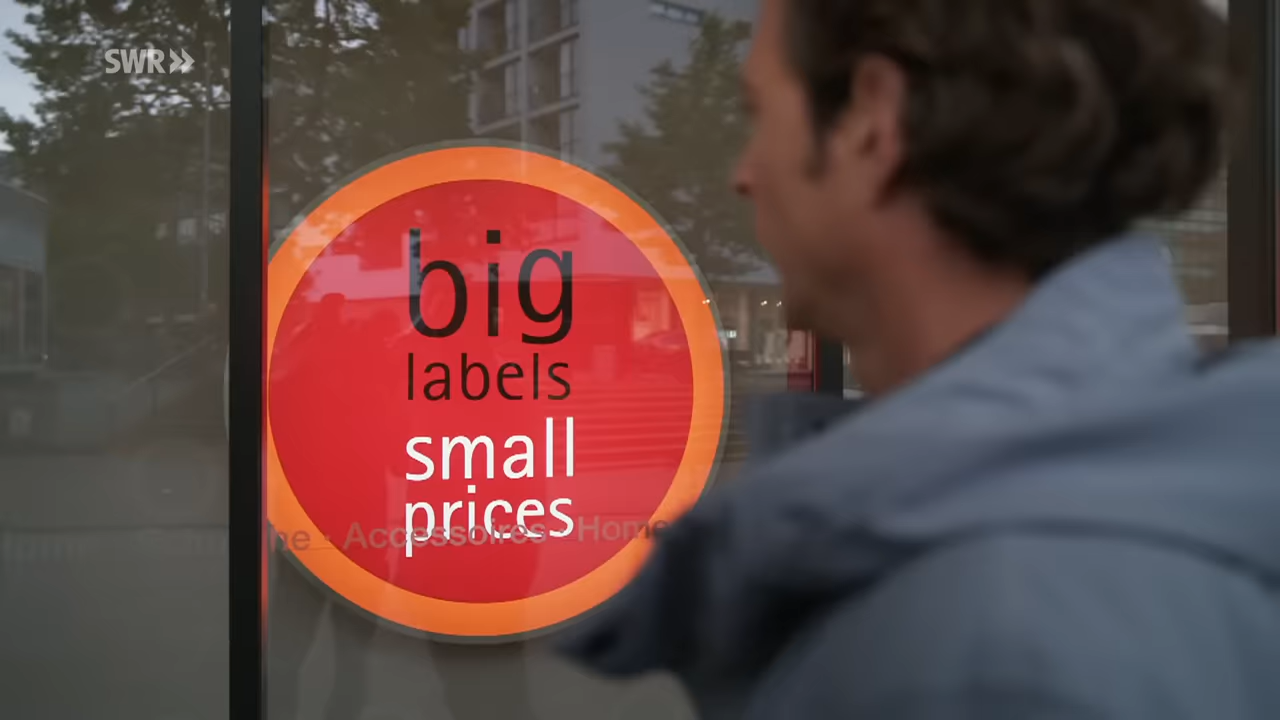 SWR»
big
labels
small
prices
Accessoires · Home